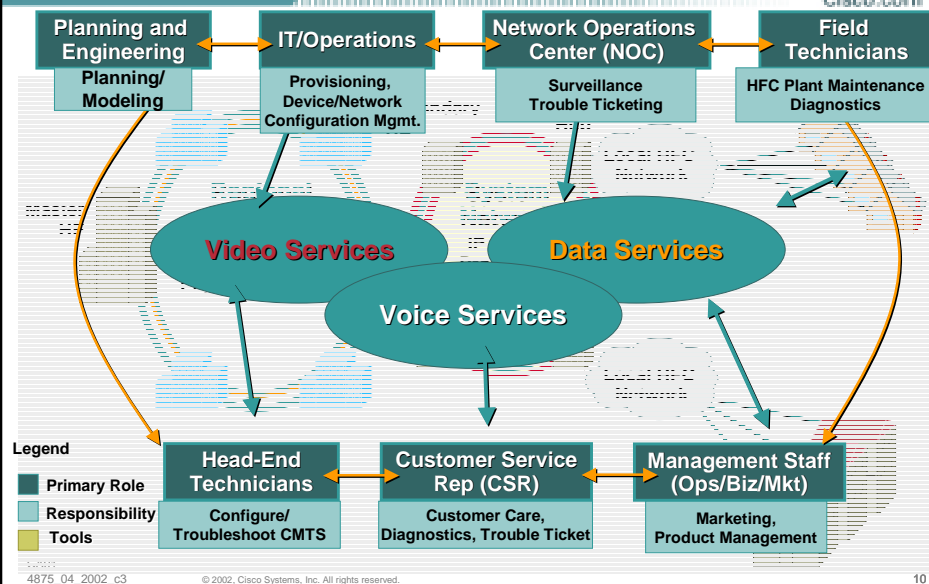 Cisco.com
Planning and
Engineering
IT/Operations
Network Operations
Center (NOC)
Field
Technicians
Planning/
Modeling
Provisioning,
Device/Network
Configuration Mgmt.
Surveillance
Trouble Ticketing
HFC Plant Maintenance
Diagnostics
Video Services
Data Services
Voice Services
Legend
Primary Role
Responsibility
Tools
Head-End
Technicians
Customer Service
Rep (CSR)
Management Staff
(Ops/Biz/Mkt)
Configure/
Troubleshoot CMTS
Customer Care,
Diagnostics, Trouble Ticket
Marketing,
Product Management
4875_04_2002_c3
© 2002, Cisco Systems, Inc. All rights reserved.
10